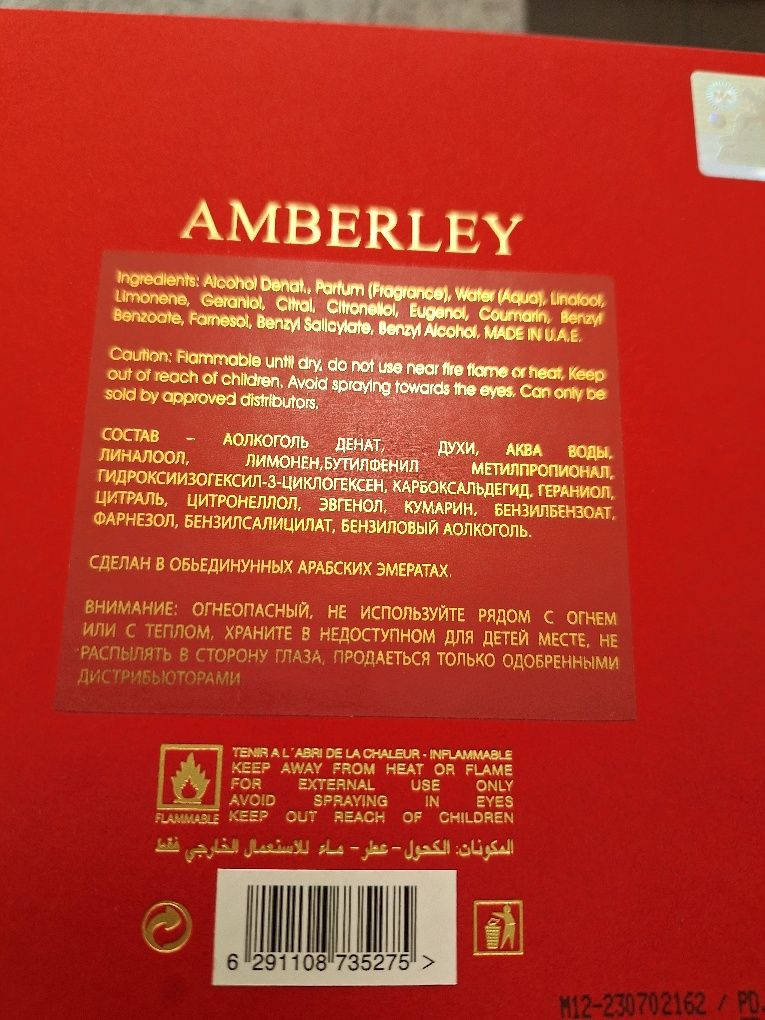 AMBERLEY
Ingredients: Alcohol Denat., Parfum (Fragrance), Water (Aqua), Linalool,
Limonene, Geraniol, Citral, Citronellol, Eugenol, Coumarin, Benzyl
Benzoate, Farnesol, Benzyl Salicylate, Benzyl Alcohol. MADE IN U.A.E.
Caution: Flammable until dry, do not use near fire flame or heat, Keep
out of reach of children, Avoid spraying towards the eyes. Can only be
sold by approved distributors.
СОСТАВ – АОЛКОГОЛЬ ДЕНАТ, ДУХИ, АКВА ВОДЫ,
ЛИНАЛООЛ, ЛИМОНЕН,БУТИЛФЕНИЛ МЕТИЛПРОПИОНАЛ,
ГИДРОКСИИЗОГЕКСИЛ-3-ЦИКЛОГЕКСЕН, КАРБОКСАЛЬДЕГИД, ГЕРАНИОЛ,
ЦИТРАЛЬ, ЦИТРОНЕЛЛОЛ, ЭВГЕНОЛ, КУМАРИН, БЕНЗИЛБЕНЗОАТ,
ФАРНЕЗОЛ, БЕНЗИЛСАЛИЦИЛАТ, БЕНЗИЛОВЫЙ АОЛКОГОЛЬ.
СДЕЛАН В ОБЬЕДИНУННЫХ АРАБСКИХ ЭМЕРАТАХ.
ВНИМАНИЕ: ОГНЕОПАСНЫЙ, НЕ ИСПОЛЬЗУЙТЕ РЯДОМ С ОГНЕМ
ИЛИ С ТЕПЛОМ, ХРАНИТЕ В НЕДОСТУПНОМ ДЛЯ ДЕТЕЙ МЕСТЕ, НЕ
РАСПЫЛЯТЬ В СТОРОНУ ГЛАЗА, ПРОДАЕТЬСЯ ТОЛЬКО ОДОБРЕННЫМИ
ДИСТРИБЬЮТОРАМИ
TENIR A L´ABRI DE LA CHALEUR - INFLAMMABLE
KEEP AWAY FROM HEAT OR FLAME
FOR EXTERNAL USE ONLY
AVOID SPRAYING IN EYES
FLAMMABLE KEEP OUT REACH OF CHILDREN
المكونات: الكحول - عطر - ماء للاستعمال الخارجي فقط
6 291108 735275 >
M12-230702162 / PD.